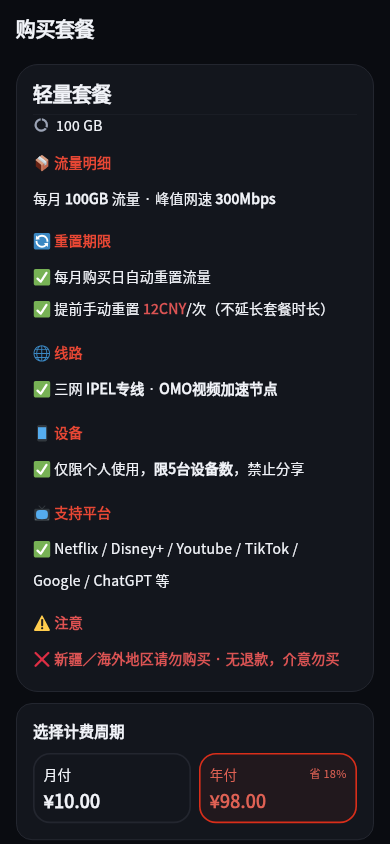 购买套餐
轻量套餐
100 GB
流量明细
每月 100GB 流量 · 峰值网速 300Mbps
重置期限
每月购买日自动重置流量
提前手动重置 12CNY/次（不延长套餐时长）
线路
三网 IPEL专线 · OMO视频加速节点
设备
仅限个人使用，限5台设备数，禁止分享
支持平台
Netflix / Disney+ / Youtube / TikTok /
Google / ChatGPT 等
注意
新疆／海外地区请勿购买 · 无退款，介意勿买
选择计费周期
月付
¥10.00
年付 省 18%
¥98.00